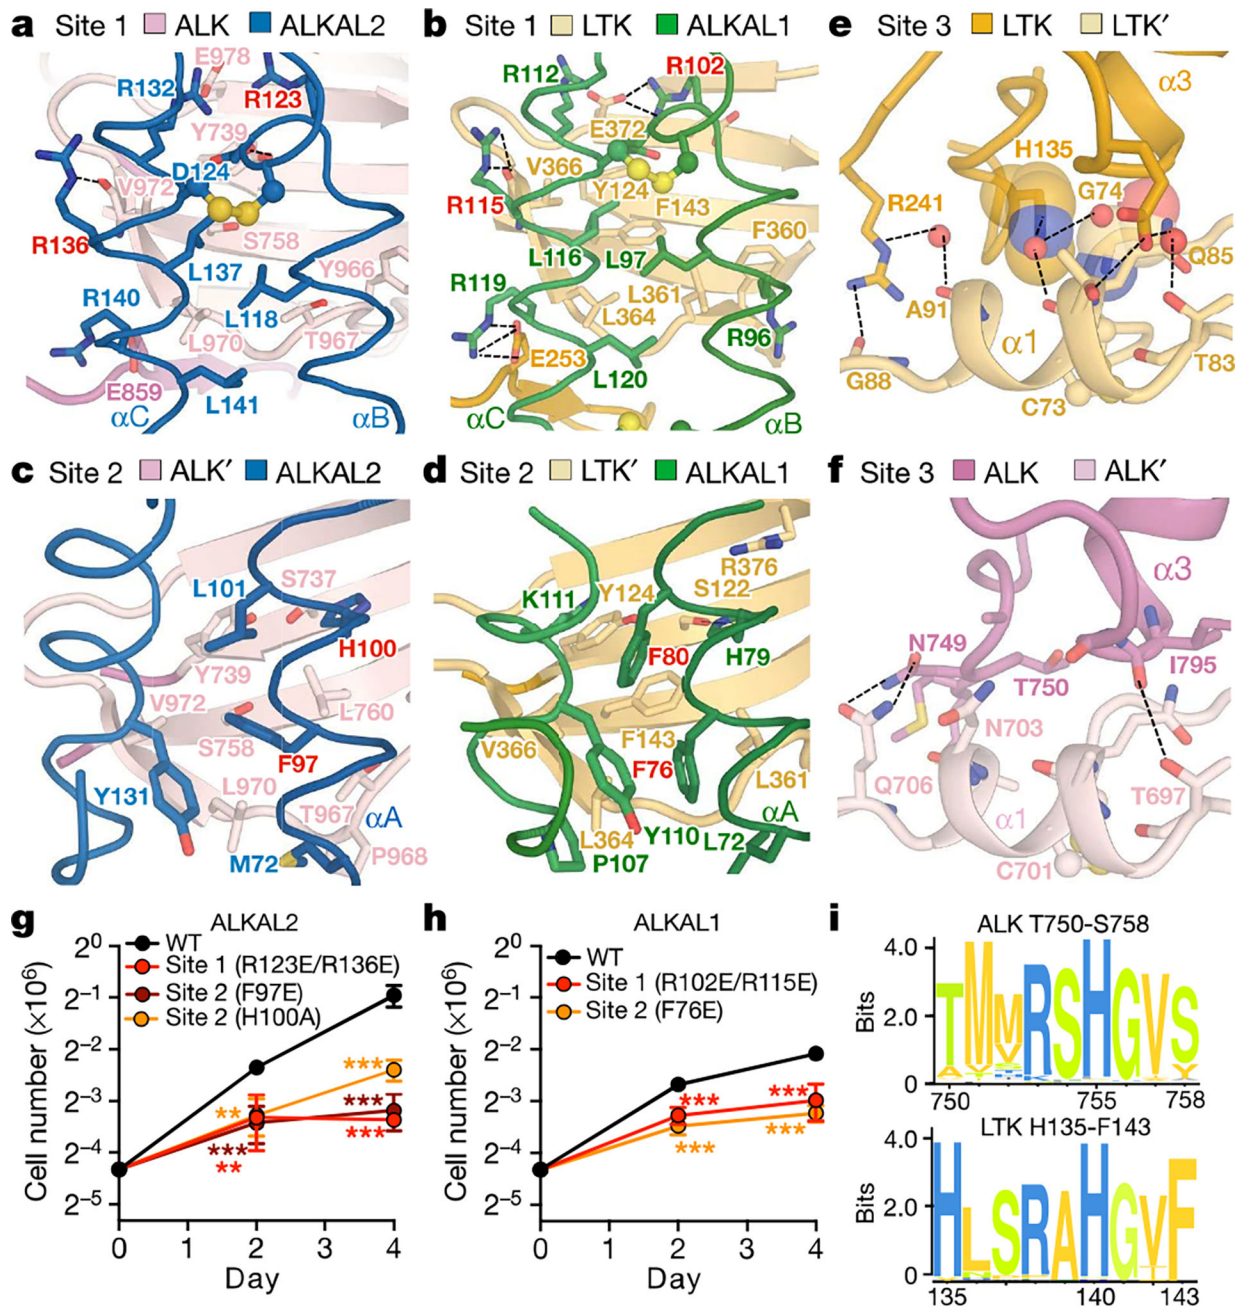 a Site 1 ALK ALKAL2
E978
R132
R123
Y739
D124
V972
R136
S758
L137
Y966
R140
L118
L970
T967
E859
L141
αC
αB
b Site 1 LTK ALKAL1
R112
R102
E372
V366
Y124
F143
R115
F360
L116
L97
R119
L361
L364
R96
E253
L120
αC
αB
e Site 3 LTK LTK′
α3
H135
R241
G74
Q85
A91
α1
G88
T83
C73
c Site 2 ALK′ ALKAL2
L101
S737
H100
Y739
V972
L760
S758
F97
Y131
L970
T967
αA
M72
P968
d Site 2 LTK′ ALKAL1
R376
K111
Y124
S122
F80
H79
V366
F143
F76
L361
αA
L364
Y110
L72
P107
f Site 3 ALK ALK′
α3
N749
T750
I795
N703
Q706
T697
α1
C701
g ALKAL2
WT
Site 1 (R123E/R136E)
Site 2 (F97E)
Site 2 (H100A)
Cell number (×10⁶)
2⁰
2⁻¹
2⁻²
2⁻³
2⁻⁴
2⁻⁵
***
***
***
**
***
**
0 1 2 3 4
Day
h ALKAL1
WT
Site 1 (R102E/R115E)
Site 2 (F76E)
Cell number (×10⁶)
2⁰
2⁻¹
2⁻²
2⁻³
2⁻⁴
2⁻⁵
***
***
***
***
0 1 2 3 4
Day
i ALK T750-S758
Bits
4.0
2.0
0
TMMRSHGVS
750 755 758
LTK H135-F143
Bits
4.0
2.0
0
HLSRAHGVF
135 140 143